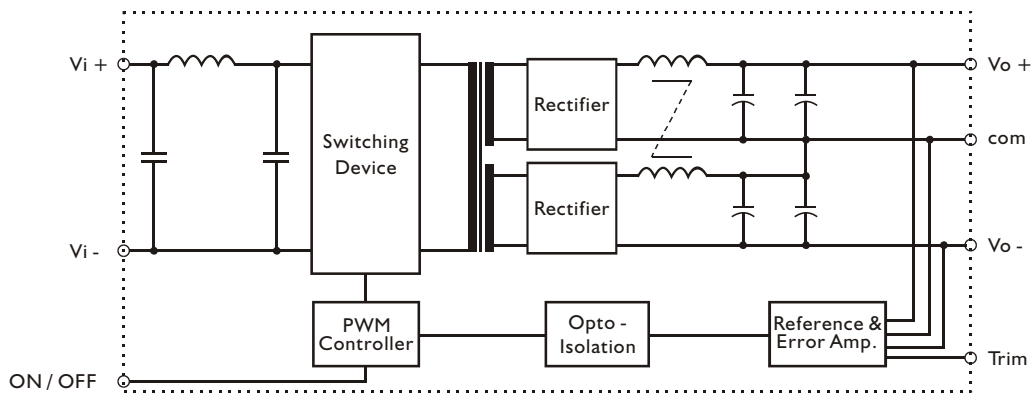 Vi +
Vo +
Rectifier
Switching
Device
com
Rectifier
Vi -
Vo -
PWM
Controller
Opto -
Isolation
Reference &
Error Amp.
Trim
ON / OFF